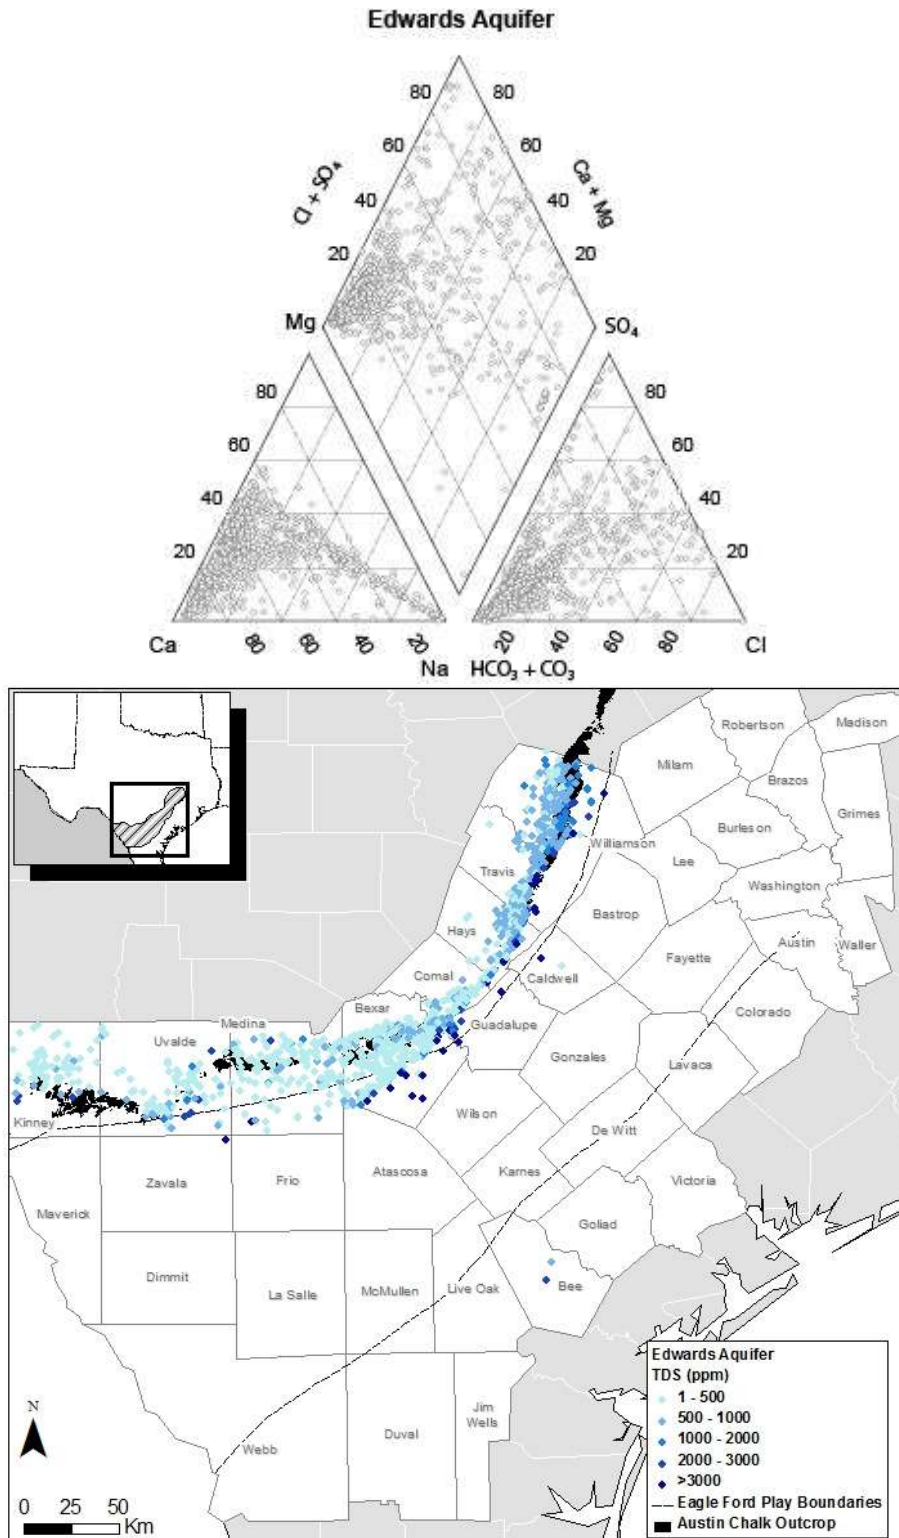 Edwards Aquifer
80 80
60 60
Cl + SO₄ Ca + Mg
40 40
20 20
Mg SO₄
80 80
60 60
40 40
20 20
Ca 80 60 40 20 Na
HCO₃ + CO₃ 20 40 60 80 Cl
Robertson
Madison
Milam
Brazos
Grimes
Burleson
Williamson
Travis
Lee
Washington
Bastrop
Hays
Austin
Waller
Fayette
Comal
Caldwell
Colorado
Bexar
Medina
Guadalupe
Uvalde
Gonzales
Lavaca
Wilson
Kinney
De Witt
Atascosa
Karnes
Zavala
Frio
Victoria
Maverick
Goliad
Dimmit
La Salle
McMullen
Live Oak
Bee
Jim
Wells
Duval
Webb
N
0 25 50
Km
Edwards Aquifer
TDS (ppm)
1 - 500
500 - 1000
1000 - 2000
2000 - 3000
>3000
Eagle Ford Play Boundaries
Austin Chalk Outcrop